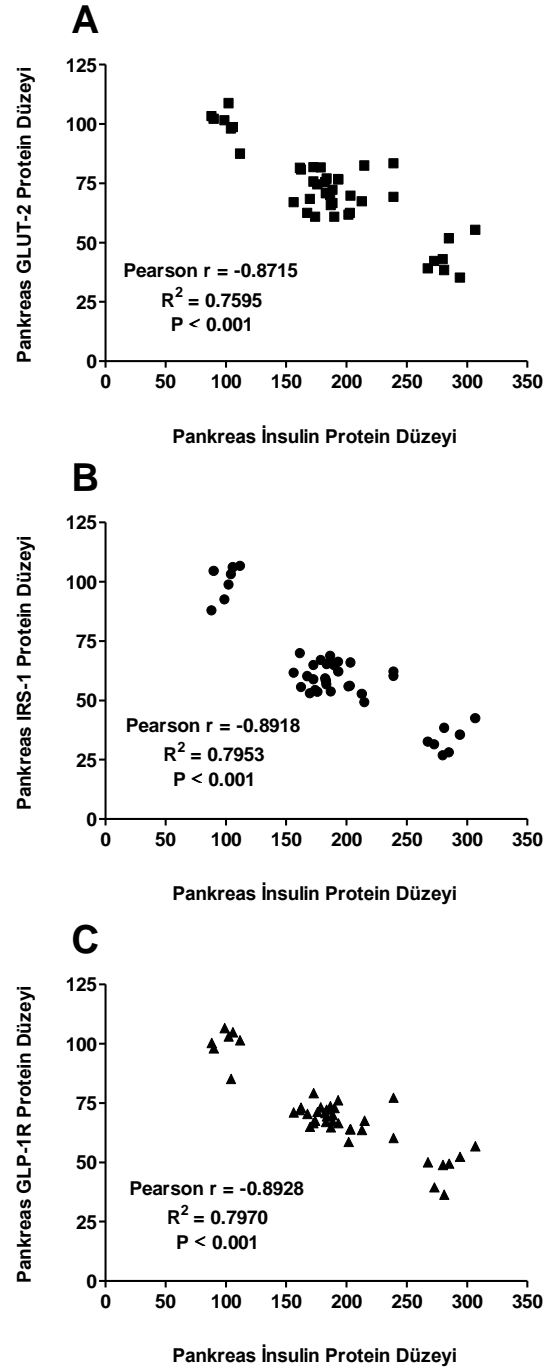 A
Pankreas GLUT-2 Protein Düzeyi
125
100
75
50
25
0
Pearson r = -0.8715
R² = 0.7595
P < 0.001
0 50 100 150 200 250 300 350
Pankreas İnsulin Protein Düzeyi
B
Pankreas IRS-1 Protein Düzeyi
125
100
75
50
25
0
Pearson r = -0.8918
R² = 0.7953
P < 0.001
0 50 100 150 200 250 300 350
Pankreas İnsulin Protein Düzeyi
C
Pankreas GLP-1R Protein Düzeyi
125
100
75
50
25
0
Pearson r = -0.8928
R² = 0.7970
P < 0.001
0 50 100 150 200 250 300 350
Pankreas İnsulin Protein Düzeyi